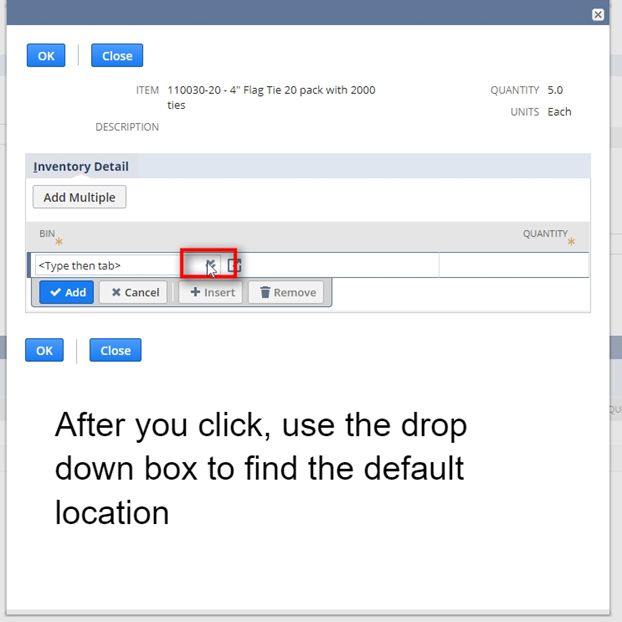 OK
Close
ITEM 110030-20 - 4" Flag Tie 20 pack with 2000
ties
QUANTITY 5.0
UNITS Each
DESCRIPTION
Inventory Detail
Add Multiple
BIN
QUANTITY
<Type then tab>
Add
Cancel
Insert
Remove
OK
Close
After you click, use the drop
down box to find the default
location